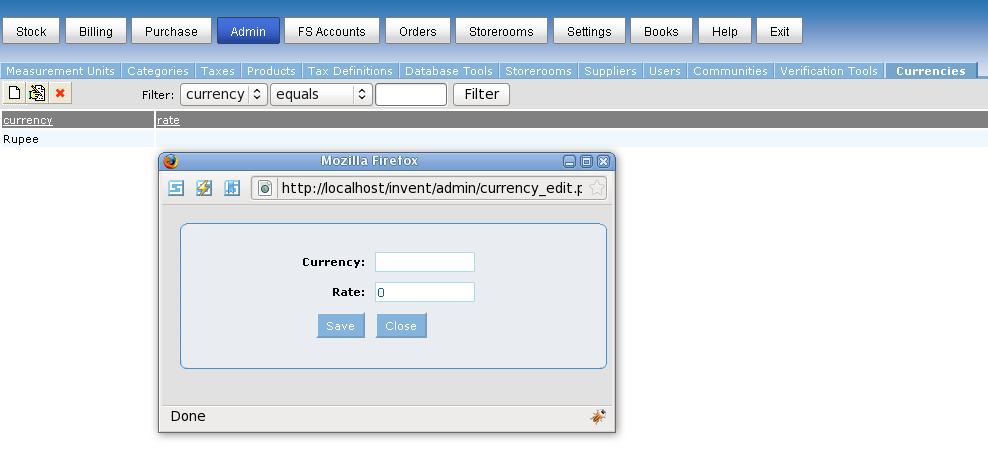 Stock Billing Purchase Admin FS Accounts Orders Storerooms Settings Books Help Exit
Measurement Units Categories Taxes Products Tax Definitions Database Tools Storerooms Suppliers Users Communities Verification Tools Currencies
Filter: currency equals Filter
currency rate
Rupee
Mozilla Firefox
http://localhost/invent/admin/currency_edit.p
Currency:
Rate: 0
Save Close
Done